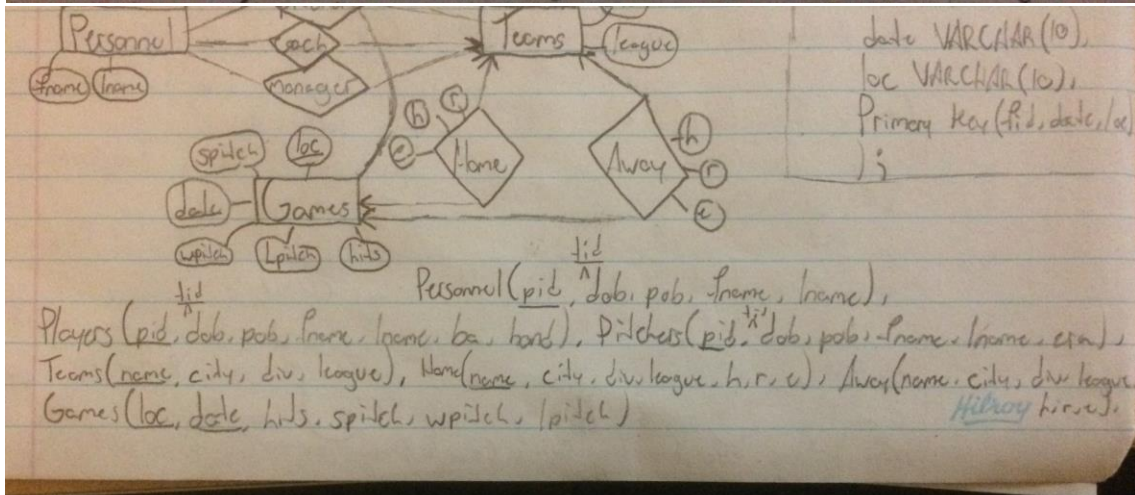 Personnel
Teams
league
fname lname
manager
date VARCHAR(10),
loc VARCHAR(10),
Primary Key(tid, date, loc
);
h r
e Home
Away h
r
e
spitch loc
date Games
wpitch Lpitch hits
tid
Personnel(pid, dob, pob, fname, lname),
tid tid
Players(pid, dob, pob, fname, lname, ba, hand), Pitchers(pid, dob, pob, fname, lname, era),
Teams(name, city, div, league), Home(name, city, div, league, h, r, e), Away(name, city, div, league
Games(loc, date, hits, spitch, wpitch, lpitch) Hilroy h, r, e),